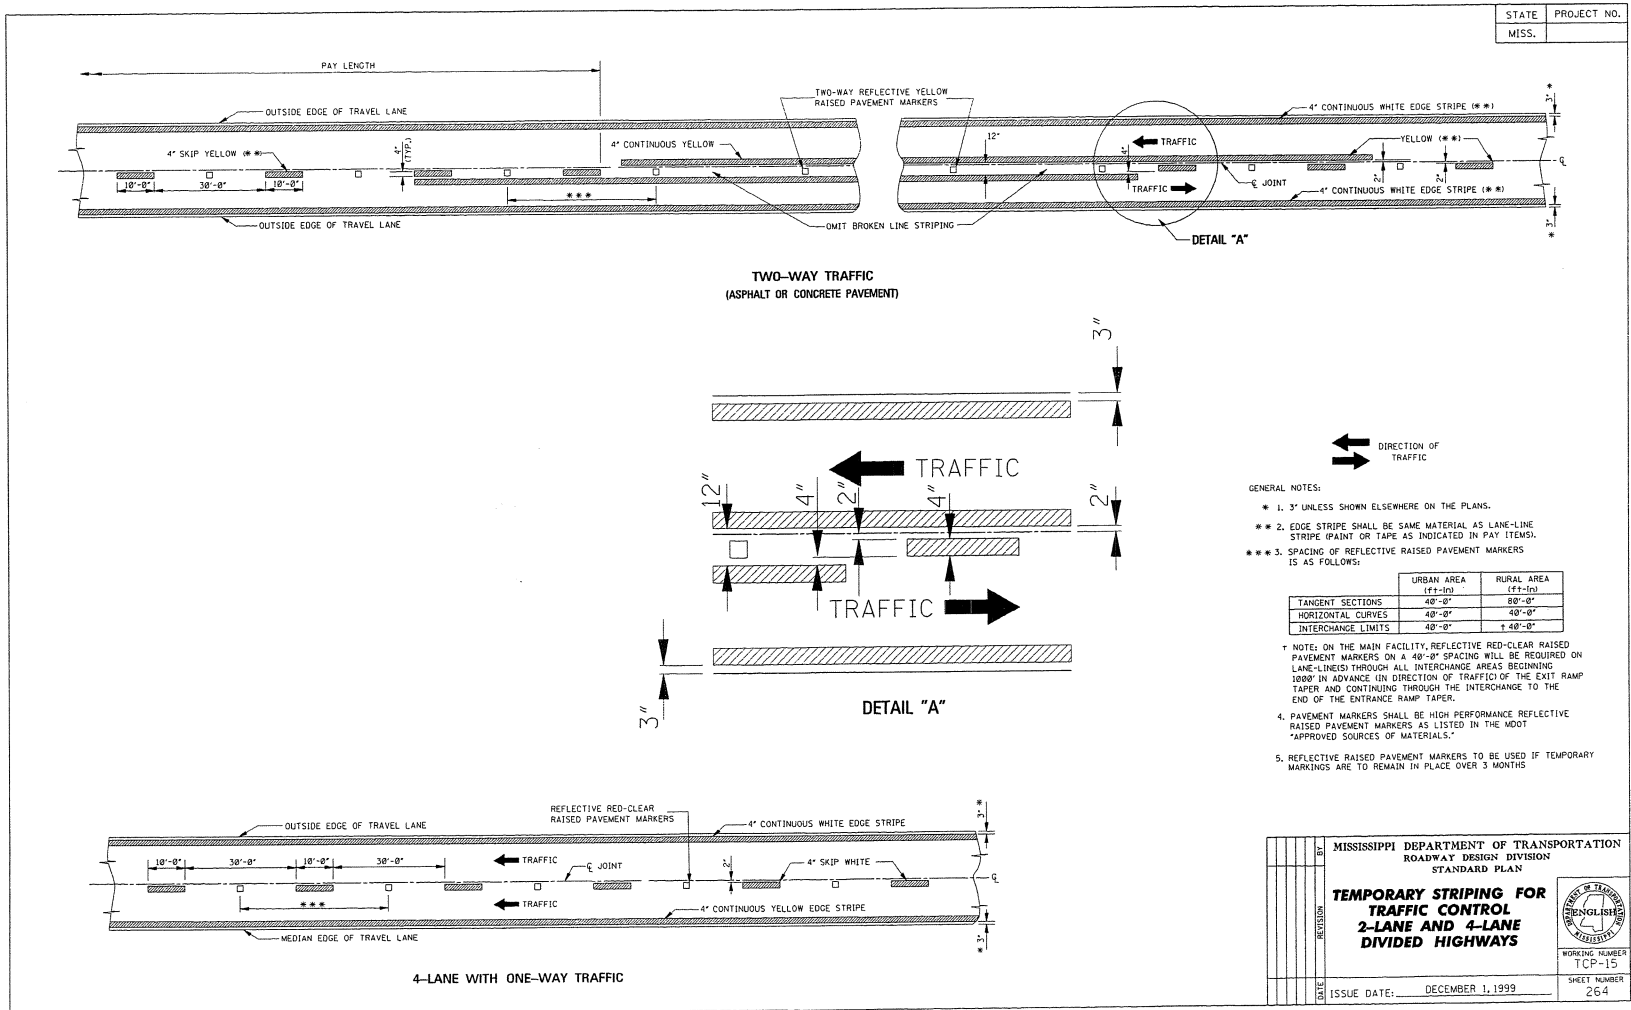 STATE PROJECT NO.
MISS.
PAY LENGTH
OUTSIDE EDGE OF TRAVEL LANE
TWO-WAY REFLECTIVE YELLOW
RAISED PAVEMENT MARKERS
4" CONTINUOUS WHITE EDGE STRIPE (**)
3" *
4" SKIP YELLOW (**)
4"
(TYP.)
4" CONTINUOUS YELLOW
12"
4"
TRAFFIC
YELLOW (**)
℄
10'-0" 30'-0" 10'-0"
***
TRAFFIC
℄ JOINT
2" 2"
4" CONTINUOUS WHITE EDGE STRIPE (**)
OUTSIDE EDGE OF TRAVEL LANE
OMIT BROKEN LINE STRIPING
* 3"
DETAIL "A"
TWO-WAY TRAFFIC
(ASPHALT OR CONCRETE PAVEMENT)
3"
TRAFFIC
12" 4" 2" 4" 2"
TRAFFIC
3"
DETAIL "A"
DIRECTION OF
TRAFFIC
GENERAL NOTES:
* 1. 3" UNLESS SHOWN ELSEWHERE ON THE PLANS.
** 2. EDGE STRIPE SHALL BE SAME MATERIAL AS LANE-LINE
STRIPE (PAINT OR TAPE AS INDICATED IN PAY ITEMS).
*** 3. SPACING OF REFLECTIVE RAISED PAVEMENT MARKERS
IS AS FOLLOWS:
URBAN AREA RURAL AREA
(ft-in) (ft-in)
TANGENT SECTIONS 40'-0" 80'-0"
HORIZONTAL CURVES 40'-0" 40'-0"
INTERCHANGE LIMITS 40'-0" † 40'-0"
† NOTE: ON THE MAIN FACILITY, REFLECTIVE RED-CLEAR RAISED
PAVEMENT MARKERS ON A 40'-0" SPACING WILL BE REQUIRED ON
LANE-LINE(S) THROUGH ALL INTERCHANGE AREAS BEGINNING
1000' IN ADVANCE (IN DIRECTION OF TRAFFIC) OF THE EXIT RAMP
TAPER AND CONTINUING THROUGH THE INTERCHANGE TO THE
END OF THE ENTRANCE RAMP TAPER.
4. PAVEMENT MARKERS SHALL BE HIGH PERFORMANCE REFLECTIVE
RAISED PAVEMENT MARKERS AS LISTED IN THE MDOT
"APPROVED SOURCES OF MATERIALS."
5. REFLECTIVE RAISED PAVEMENT MARKERS TO BE USED IF TEMPORARY
MARKINGS ARE TO REMAIN IN PLACE OVER 3 MONTHS
OUTSIDE EDGE OF TRAVEL LANE
REFLECTIVE RED-CLEAR
RAISED PAVEMENT MARKERS
4" CONTINUOUS WHITE EDGE STRIPE
3" *
10'-0" 30'-0" 10'-0" 30'-0"
TRAFFIC
℄ JOINT
2"
4" SKIP WHITE
℄
***
TRAFFIC
4" CONTINUOUS YELLOW EDGE STRIPE
MEDIAN EDGE OF TRAVEL LANE
* 3"
4-LANE WITH ONE-WAY TRAFFIC
BY
REVISION
DATE
MISSISSIPPI DEPARTMENT OF TRANSPORTATION
ROADWAY DESIGN DIVISION
STANDARD PLAN
TEMPORARY STRIPING FOR
TRAFFIC CONTROL
2-LANE AND 4-LANE
DIVIDED HIGHWAYS
DEPARTMENT OF TRANSPORTATION
ENGLISH
MISSISSIPPI
WORKING NUMBER
TCP-15
ISSUE DATE: DECEMBER 1, 1999
SHEET NUMBER
264